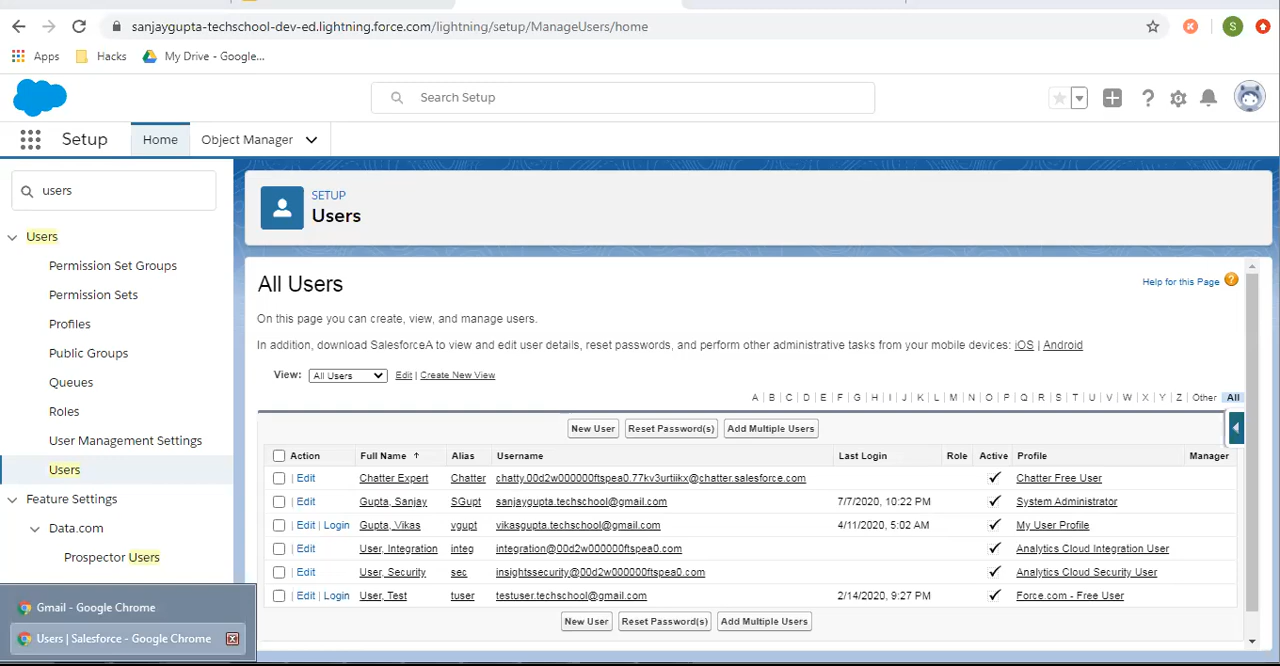 sanjaygupta-techschool-dev-ed.lightning.force.com/lightning/setup/ManageUsers/home
S
Apps Hacks My Drive - Google...
Search Setup
Setup Home Object Manager
users
Users
Permission Set Groups
Permission Sets
Profiles
Public Groups
Queues
Roles
User Management Settings
Users
Feature Settings
Data.com
Prospector Users
Gmail - Google Chrome
Users | Salesforce - Google Chrome
SETUP
Users
All Users
Help for this Page ?
On this page you can create, view, and manage users.
In addition, download SalesforceA to view and edit user details, reset passwords, and perform other administrative tasks from your mobile devices: iOS | Android
View: All Users Edit | Create New View
A | B | C | D | E | F | G | H | I | J | K | L | M | N | O | P | Q | R | S | T | U | V | W | X | Y | Z | Other All
New User Reset Password(s) Add Multiple Users
Action Full Name ↑ Alias Username Last Login Role Active Profile Manager
| Edit Chatter Expert Chatter chatty.00d2w000000ftspea0.77kv3urtiikx@chatter.salesforce.com Chatter Free User
| Edit Gupta, Sanjay SGupt sanjaygupta.techschool@gmail.com 7/7/2020, 10:22 PM System Administrator
| Edit | Login Gupta, Vikas vgupt vikasgupta.techschool@gmail.com 4/11/2020, 5:02 AM My User Profile
| Edit User, Integration integ integration@00d2w000000ftspea0.com Analytics Cloud Integration User
| Edit User, Security sec insightssecurity@00d2w000000ftspea0.com Analytics Cloud Security User
| Edit | Login User, Test tuser testuser.techschool@gmail.com 2/14/2020, 9:27 PM Force.com - Free User
New User Reset Password(s) Add Multiple Users